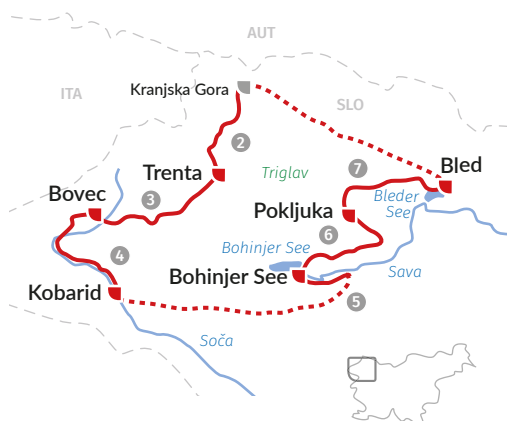 AUT
ITA
Kranjska Gora
SLO
2
Trenta
Triglav
7
Bled
3
Bovec
Bleder
See
Pokljuka
6
4
Bohinjer See
Bohinjer See
Sava
Kobarid
5
Soča